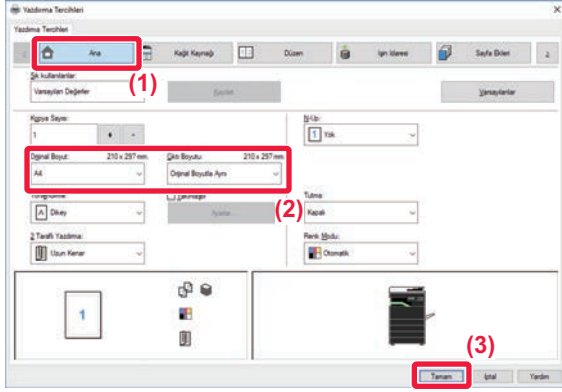 Yazdırma Tercihleri
Yazdırma Tercihleri
Ana
Kağıt Kaynağı
Düzen
İşin İdaresi
Sayfa Ekleri
(1)
Sık kullanılanlar:
Varsayılan Değerler
Kaydet
Varsayılanlar
Kopya Sayısı:
1
N-Up:
1 Yok
Orijinal Boyut: 210 x 297 mm.
Çıktı Boyutu: 210 x 297 mm.
A4
Orijinal Boyutla Aynı
(2)
Yakınlaştır
Tutma:
A Dikey
Ayarlar...
Kapalı
2 Taraflı Yazdırma:
Renk Modu:
Uzun Kenar
Otomatik
1
(3)
Tamam
İptal
Yardım